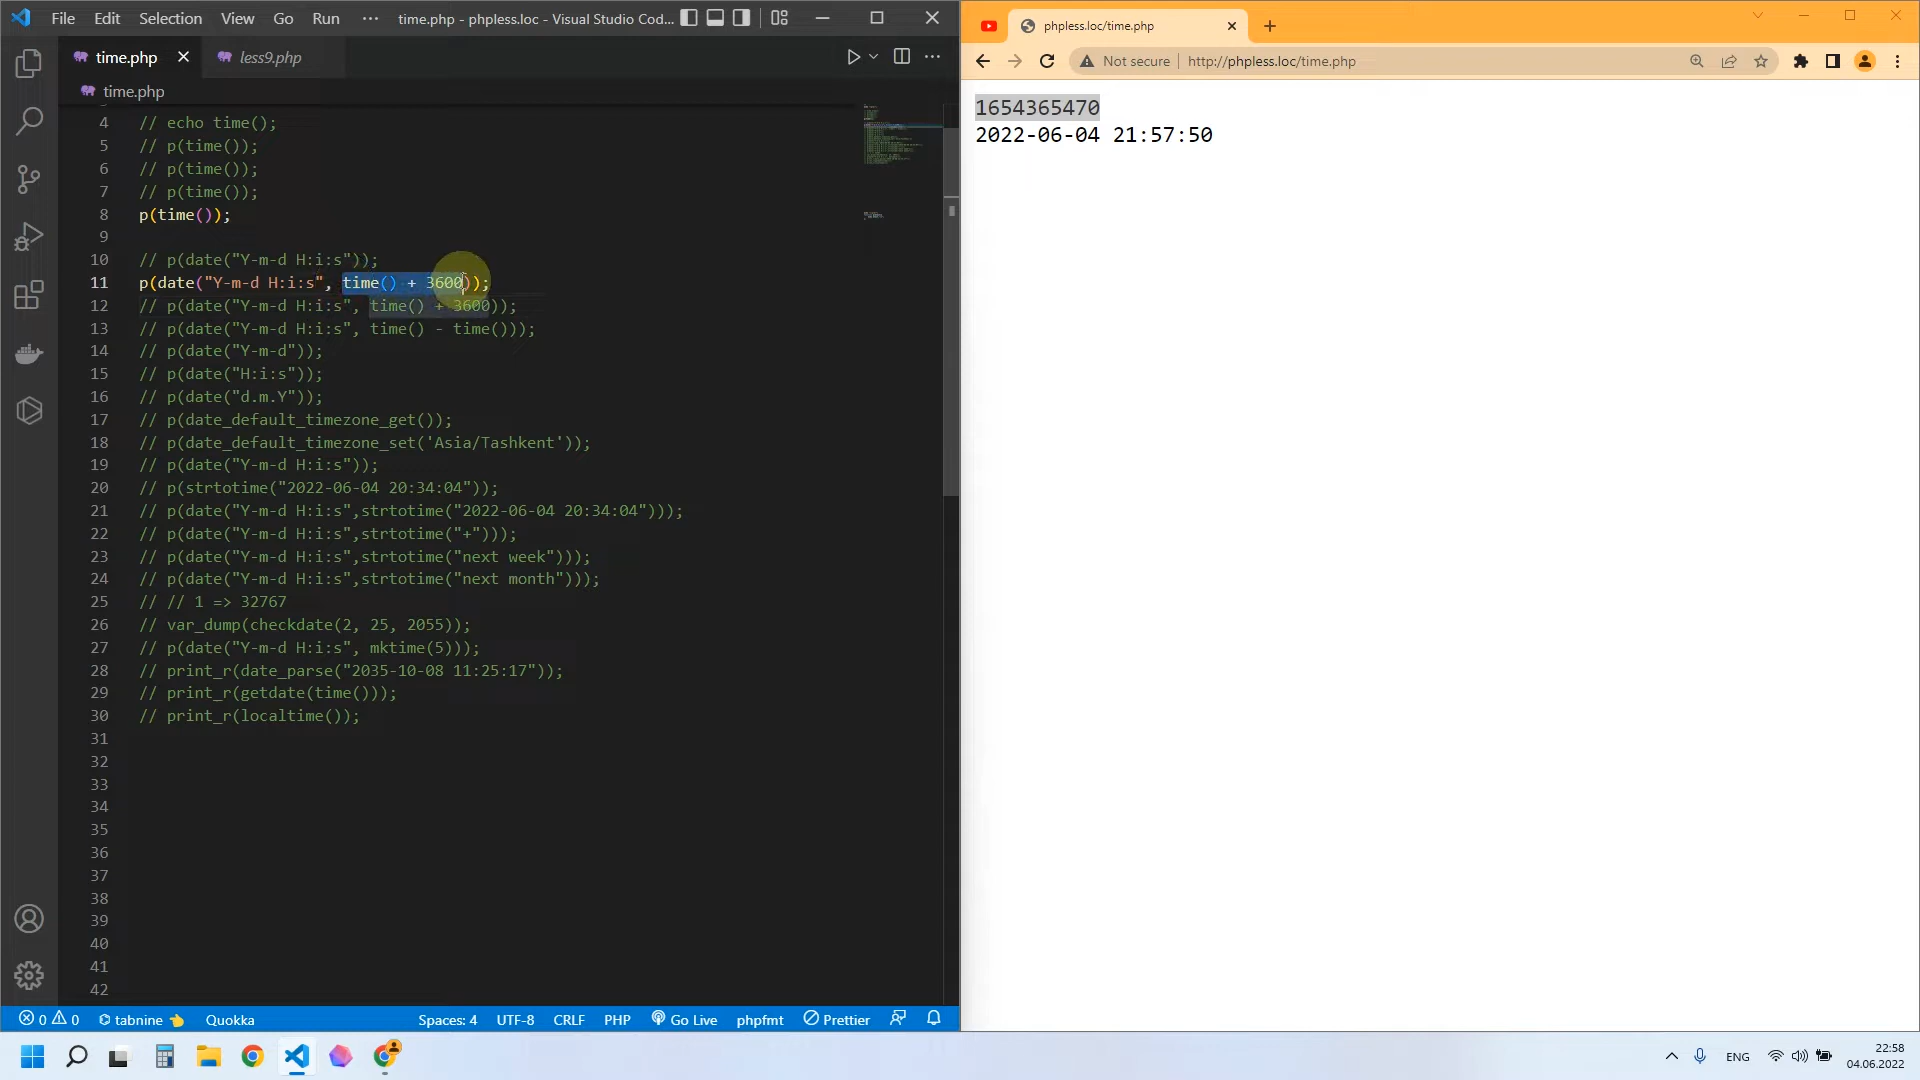 File Edit Selection View Go Run ··· time.php - phpless.loc - Visual Studio Cod...
time.php less9.php
time.php
4 // echo time();
5 // p(time());
6 // p(time());
7 // p(time());
8 p(time());
9
10 // p(date("Y-m-d H:i:s"));
11 p(date("Y-m-d H:i:s", time() + 3600));
12 // p(date("Y-m-d H:i:s", time() + 3600));
13 // p(date("Y-m-d H:i:s", time() - time()));
14 // p(date("Y-m-d"));
15 // p(date("H:i:s"));
16 // p(date("d.m.Y"));
17 // p(date_default_timezone_get());
18 // p(date_default_timezone_set('Asia/Tashkent'));
19 // p(date("Y-m-d H:i:s"));
20 // p(strtotime("2022-06-04 20:34:04"));
21 // p(date("Y-m-d H:i:s",strtotime("2022-06-04 20:34:04")));
22 // p(date("Y-m-d H:i:s",strtotime("+")));
23 // p(date("Y-m-d H:i:s",strtotime("next week")));
24 // p(date("Y-m-d H:i:s",strtotime("next month")));
25 // // 1 => 32767
26 // var_dump(checkdate(2, 25, 2055));
27 // p(date("Y-m-d H:i:s", mktime(5)));
28 // print_r(date_parse("2035-10-08 11:25:17"));
29 // print_r(getdate(time()));
30 // print_r(localtime());
31
32
33
34
35
36
37
38
39
40
41
42
0 0 tabnine Quokka Spaces: 4 UTF-8 CRLF PHP Go Live phpfmt Prettier
phpless.loc/time.php
Not secure http://phpless.loc/time.php
1654365470
2022-06-04 21:57:50
ENG
22:58
04.06.2022